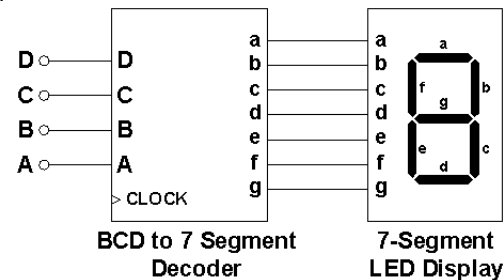 a a a
D D b b f b
C C c c g
B B d d
A A e e e c
f f d
> CLOCK g g
BCD to 7 Segment 7-Segment
Decoder LED Display